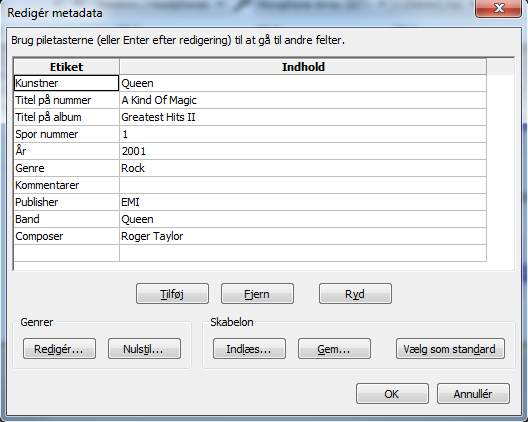 Redigér metadata
Brug piletasterne (eller Enter efter redigering) til at gå til andre felter.
Etiket Indhold
Kunstner Queen
Titel på nummer A Kind Of Magic
Titel på album Greatest Hits II
Spor nummer 1
År 2001
Genre Rock
Kommentarer
Publisher EMI
Band Queen
Composer Roger Taylor
Tilføj Fjern Ryd
Genrer Skabelon
Redigér... Nulstil... Indlæs... Gem... Vælg som standard
OK Annullér